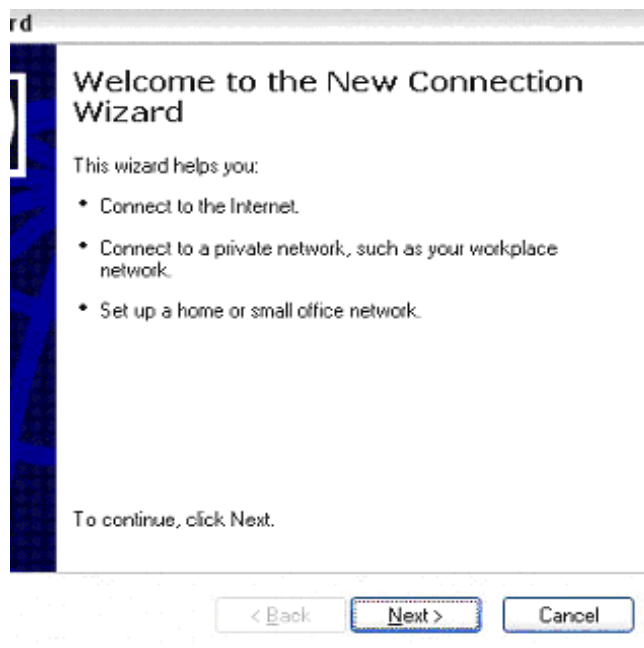 rd
Welcome to the New Connection
Wizard
This wizard helps you:
• Connect to the Internet.
• Connect to a private network, such as your workplace
network.
• Set up a home or small office network.
To continue, click Next.
< Back Next > Cancel